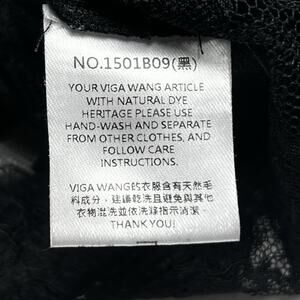 NO.1501B09(黑)
YOUR VIGA WANG ARTICLE
WITH NATURAL DYE
HERITAGE PLEASE USE
HAND-WASH AND SEPARATE
FROM OTHER CLOTHES, AND
FOLLOW CARE
INSTRUCTIONS.
VIGA WANG的衣服含有天然毛
料成分，建議乾洗且避免與其他
衣物混洗並依洗滌指示清潔.
THANK YOU!